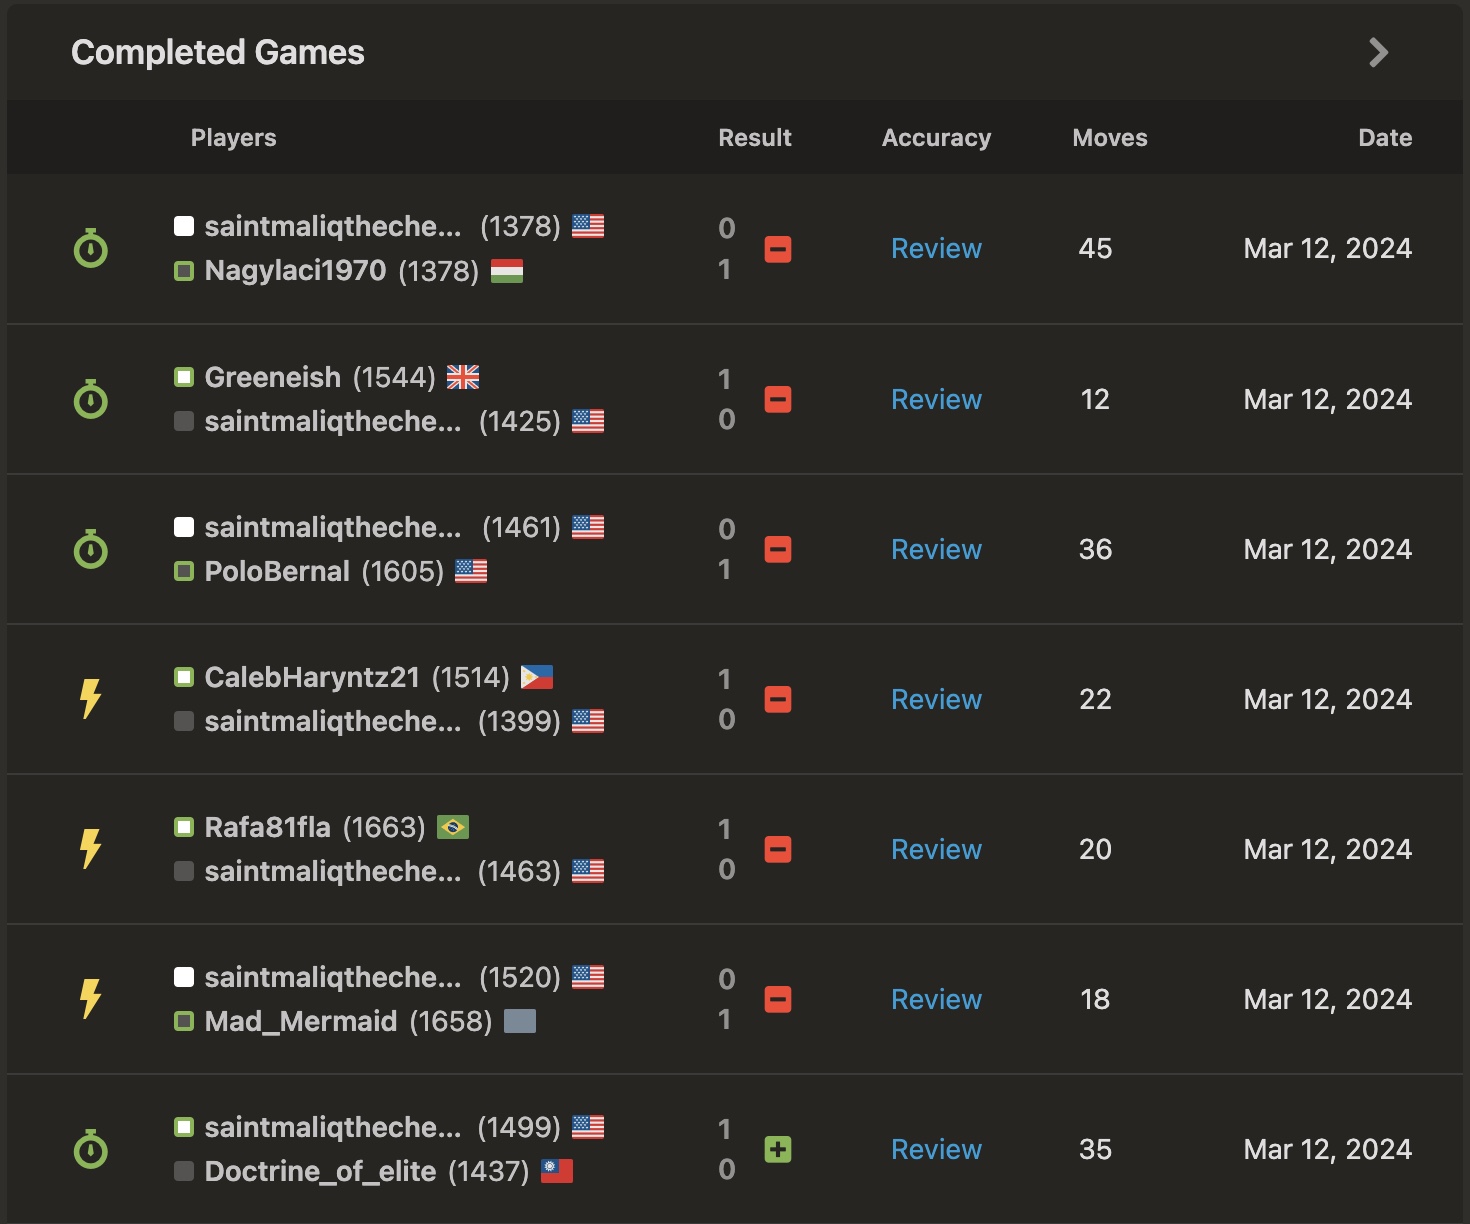 Completed Games
Players Result Accuracy Moves Date
saintmaliqtheche... (1378) 0
Nagylaci1970 (1378) 1
Review 45 Mar 12, 2024
Greeneish (1544) 1
saintmaliqtheche... (1425) 0
Review 12 Mar 12, 2024
saintmaliqtheche... (1461) 0
PoloBernal (1605) 1
Review 36 Mar 12, 2024
CalebHaryntz21 (1514) 1
saintmaliqtheche... (1399) 0
Review 22 Mar 12, 2024
Rafa81fla (1663) 1
saintmaliqtheche... (1463) 0
Review 20 Mar 12, 2024
saintmaliqtheche... (1520) 0
Mad_Mermaid (1658) 1
Review 18 Mar 12, 2024
saintmaliqtheche... (1499) 1
Doctrine_of_elite (1437) 0
Review 35 Mar 12, 2024